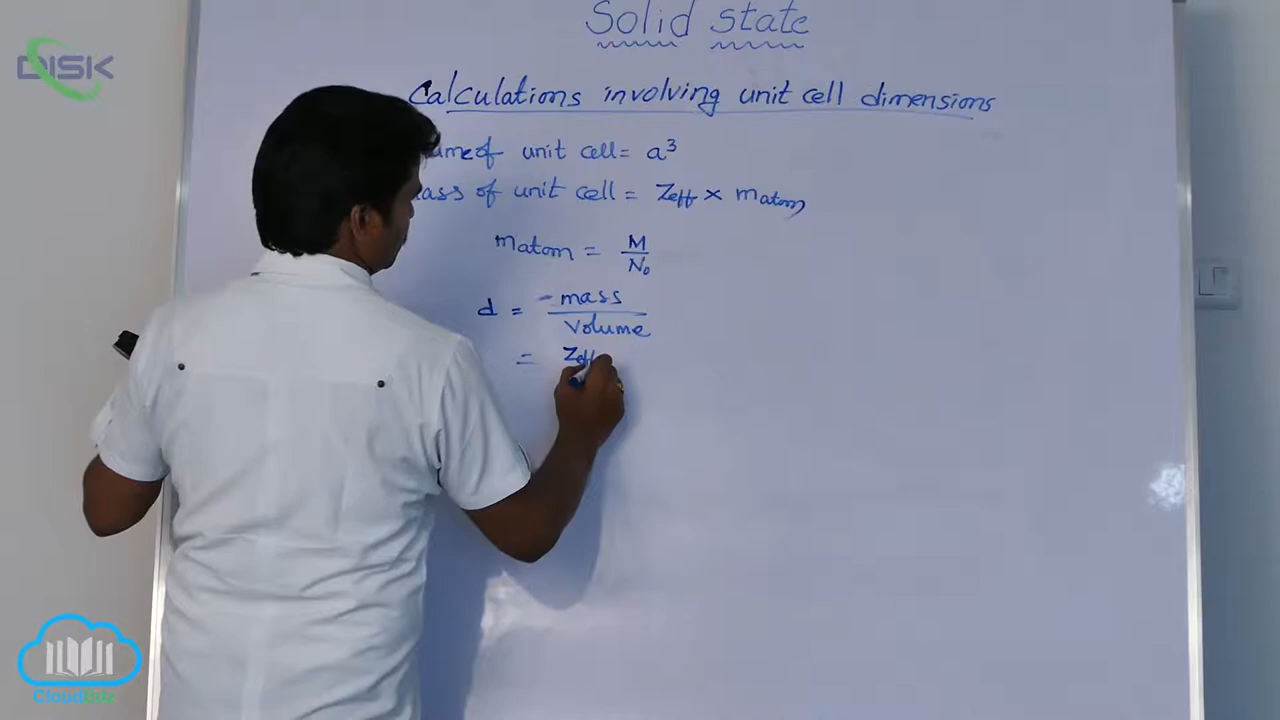 Solid state
DISK
Calculations involving unit cell dimensions
unit cell = a³
of unit cell = Zeff × matom
matom = M/N₀
d = mass/Volume
= Zeff
CloudEdz